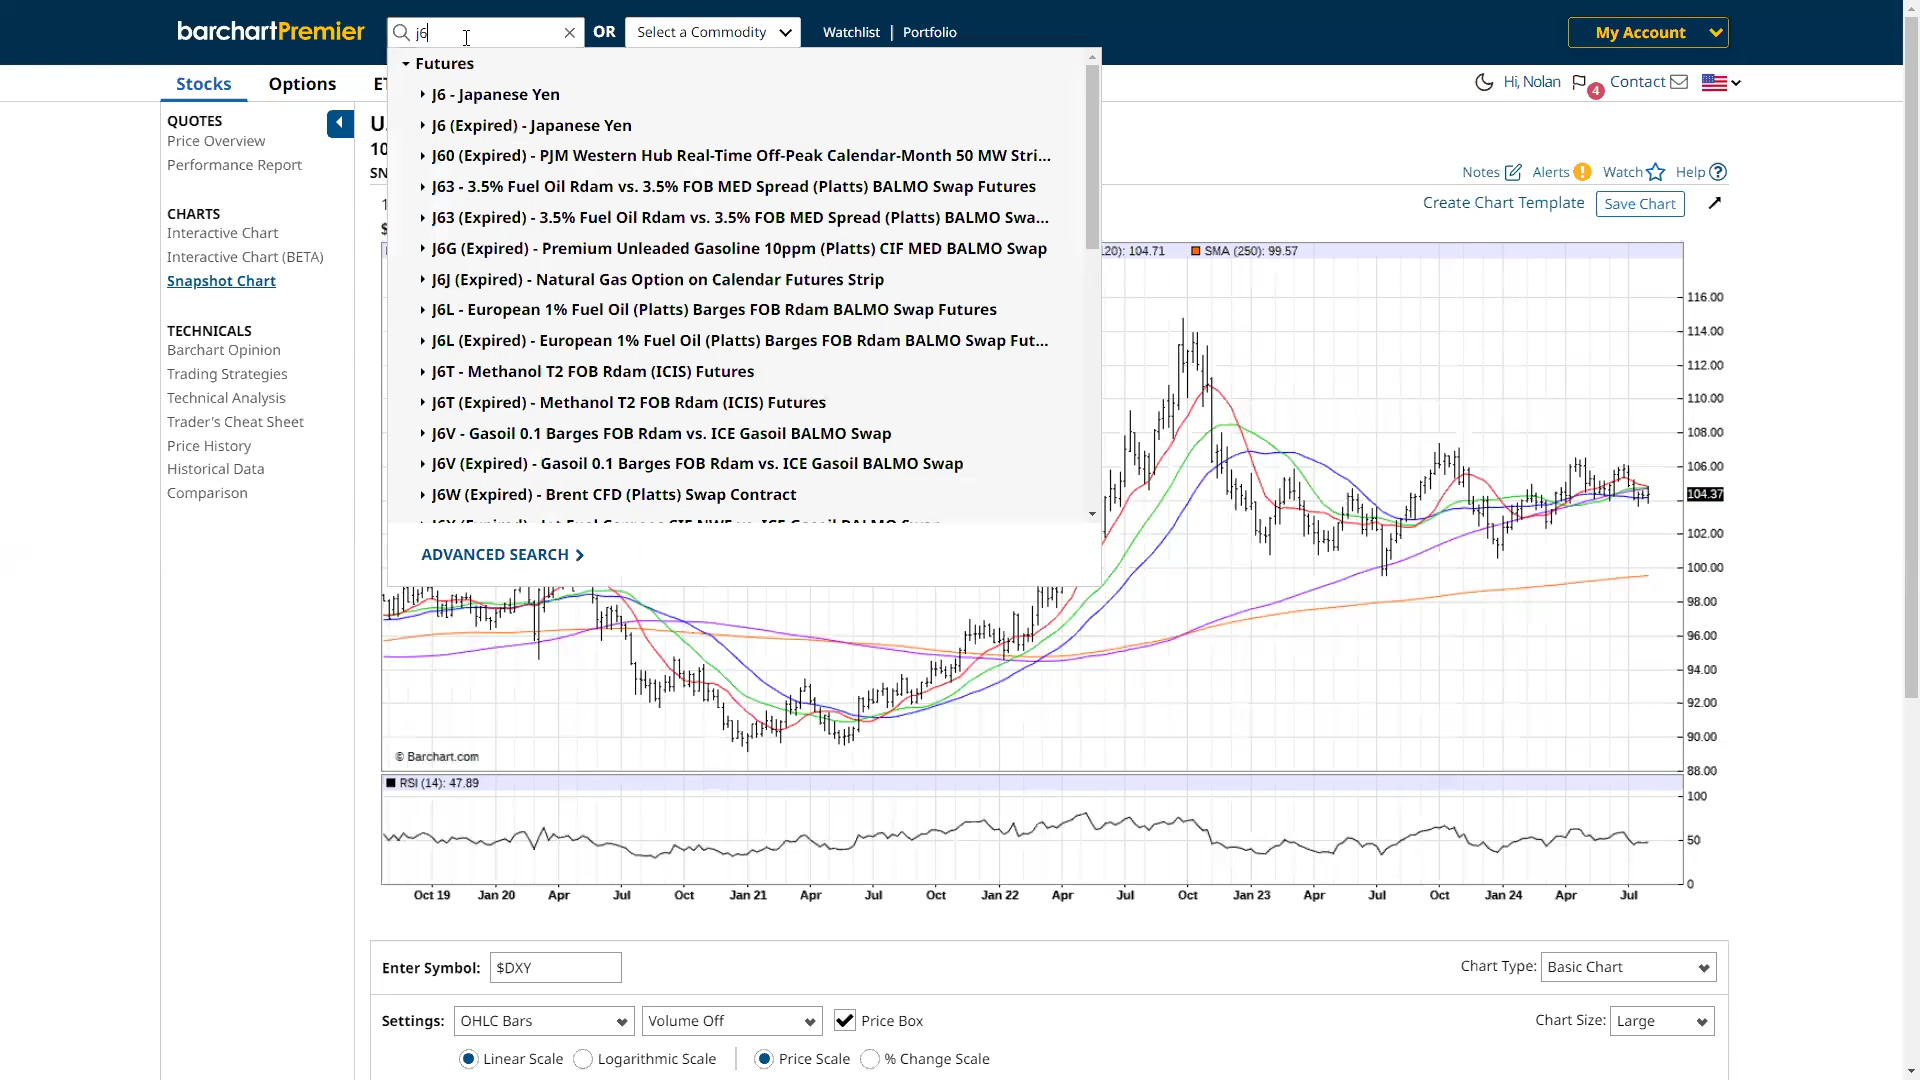 barchartPremier
j6
OR
Select a Commodity
Watchlist | Portfolio
My Account
Stocks
Options
Hi, Nolan
4
Contact
QUOTES
Price Overview
Performance Report
CHARTS
Interactive Chart
Interactive Chart (BETA)
Snapshot Chart
TECHNICALS
Barchart Opinion
Trading Strategies
Technical Analysis
Trader's Cheat Sheet
Price History
Historical Data
Comparison
Futures
J6 - Japanese Yen
J6 (Expired) - Japanese Yen
J60 (Expired) - PJM Western Hub Real-Time Off-Peak Calendar-Month 50 MW Stri...
J63 - 3.5% Fuel Oil Rdam vs. 3.5% FOB MED Spread (Platts) BALMO Swap Futures
J63 (Expired) - 3.5% Fuel Oil Rdam vs. 3.5% FOB MED Spread (Platts) BALMO Swa...
J6G (Expired) - Premium Unleaded Gasoline 10ppm (Platts) CIF MED BALMO Swap
J6J (Expired) - Natural Gas Option on Calendar Futures Strip
J6L - European 1% Fuel Oil (Platts) Barges FOB Rdam BALMO Swap Futures
J6L (Expired) - European 1% Fuel Oil (Platts) Barges FOB Rdam BALMO Swap Fut...
J6T - Methanol T2 FOB Rdam (ICIS) Futures
J6T (Expired) - Methanol T2 FOB Rdam (ICIS) Futures
J6V - Gasoil 0.1 Barges FOB Rdam vs. ICE Gasoil BALMO Swap
J6V (Expired) - Gasoil 0.1 Barges FOB Rdam vs. ICE Gasoil BALMO Swap
J6W (Expired) - Brent CFD (Platts) Swap Contract
ADVANCED SEARCH
Notes
Alerts
Watch
Help
Create Chart Template
Save Chart
20): 104.71
SMA (250): 99.57
116.00
114.00
112.00
110.00
108.00
106.00
104.37
102.00
100.00
98.00
96.00
94.00
92.00
90.00
88.00
© Barchart.com
RSI (14): 47.89
100
50
0
Oct 19 Jan 20 Apr Jul Oct Jan 21 Apr Jul Oct Jan 22 Apr Jul Oct Jan 23 Apr Jul Oct Jan 24 Apr Jul
Enter Symbol: $DXY
Chart Type: Basic Chart
Settings: OHLC Bars Volume Off Price Box
Chart Size: Large
Linear Scale Logarithmic Scale | Price Scale % Change Scale